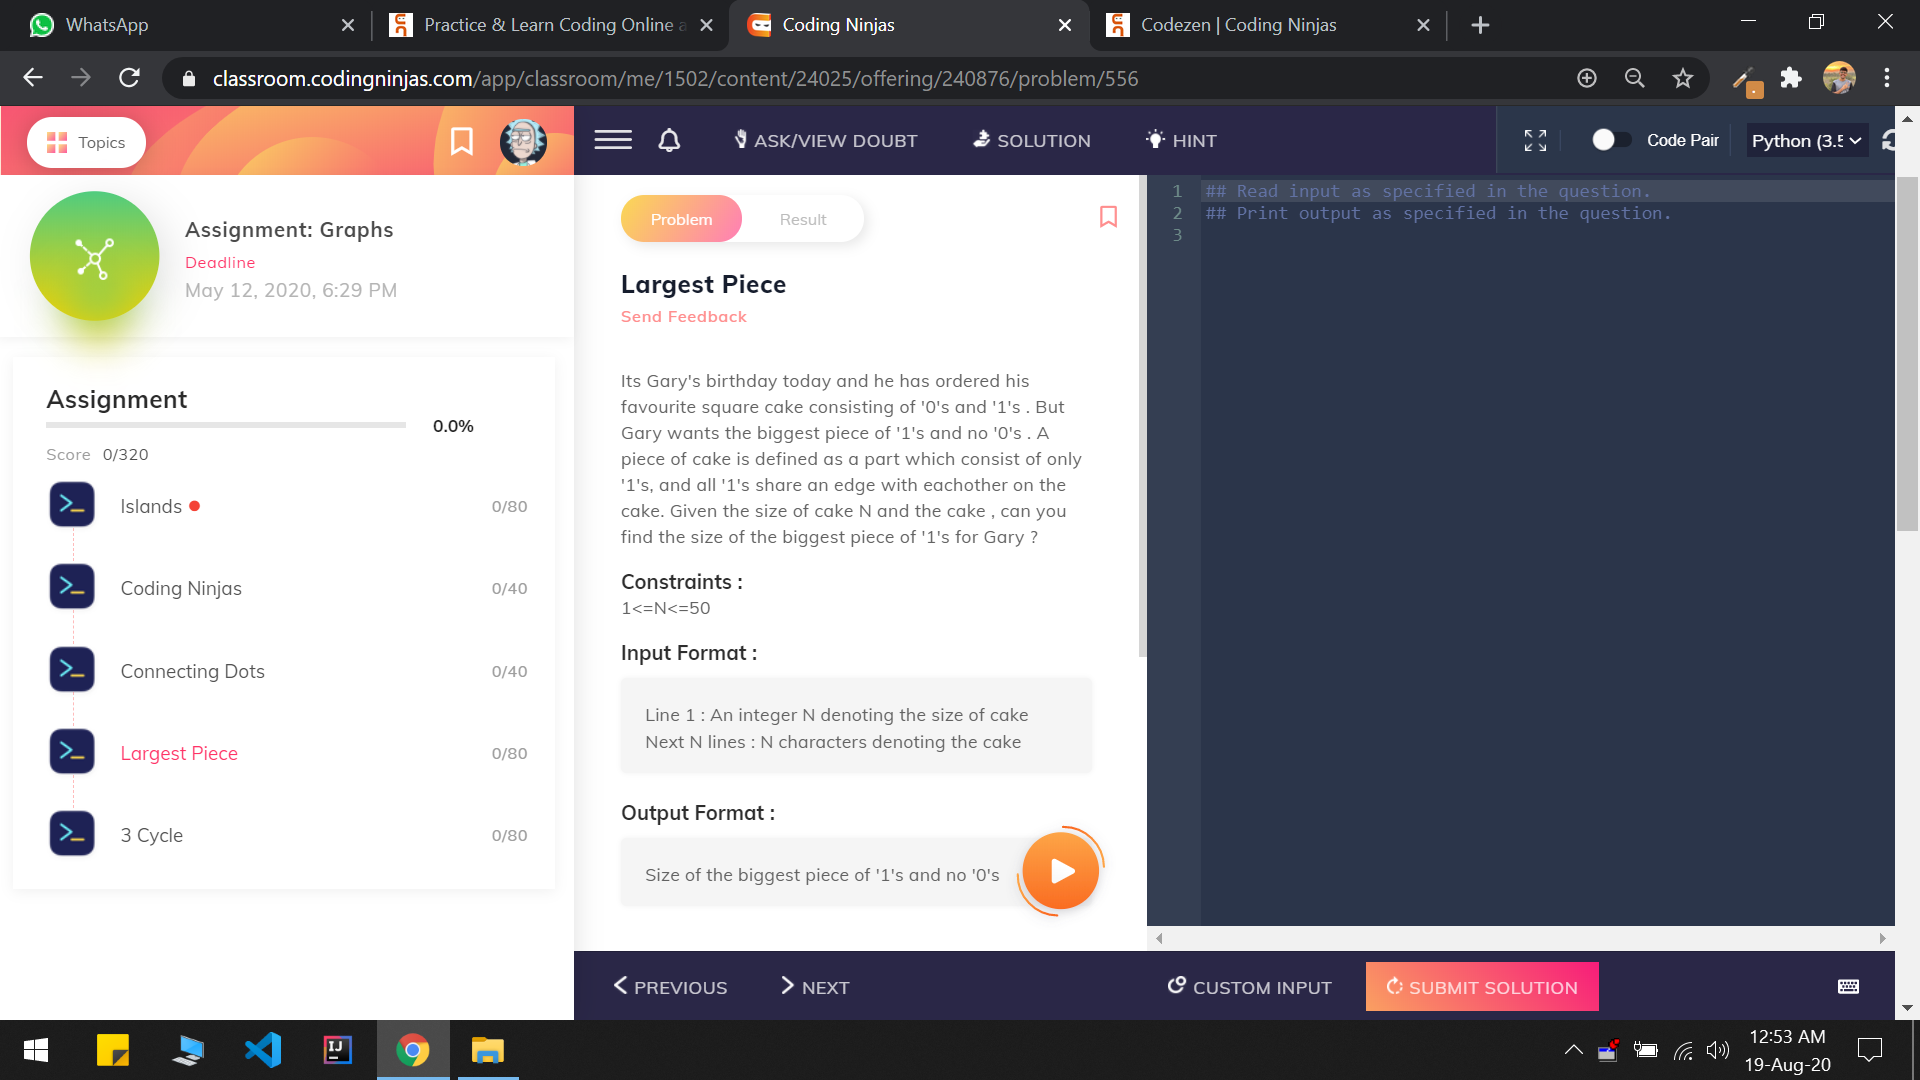 WhatsApp
Practice & Learn Coding Online a
Coding Ninjas
Codezen | Coding Ninjas
classroom.codingninjas.com/app/classroom/me/1502/content/24025/offering/240876/problem/556
Topics
ASK/VIEW DOUBT
SOLUTION
HINT
Code Pair
Python (3.5
Assignment: Graphs
Deadline
May 12, 2020, 6:29 PM
Assignment
0.0%
Score 0/320
Islands 0/80
Coding Ninjas 0/40
Connecting Dots 0/40
Largest Piece 0/80
3 Cycle 0/80
Problem
Result
Largest Piece
Send Feedback
Its Gary's birthday today and he has ordered his
favourite square cake consisting of '0's and '1's . But
Gary wants the biggest piece of '1's and no '0's . A
piece of cake is defined as a part which consist of only
'1's, and all '1's share an edge with eachother on the
cake. Given the size of cake N and the cake , can you
find the size of the biggest piece of '1's for Gary ?
Constraints :
1<=N<=50
Input Format :
Line 1 : An integer N denoting the size of cake
Next N lines : N characters denoting the cake
Output Format :
Size of the biggest piece of '1's and no '0's
1 ## Read input as specified in the question.
2 ## Print output as specified in the question.
3
PREVIOUS
NEXT
CUSTOM INPUT
SUBMIT SOLUTION
IJ
12:53 AM
19-Aug-20